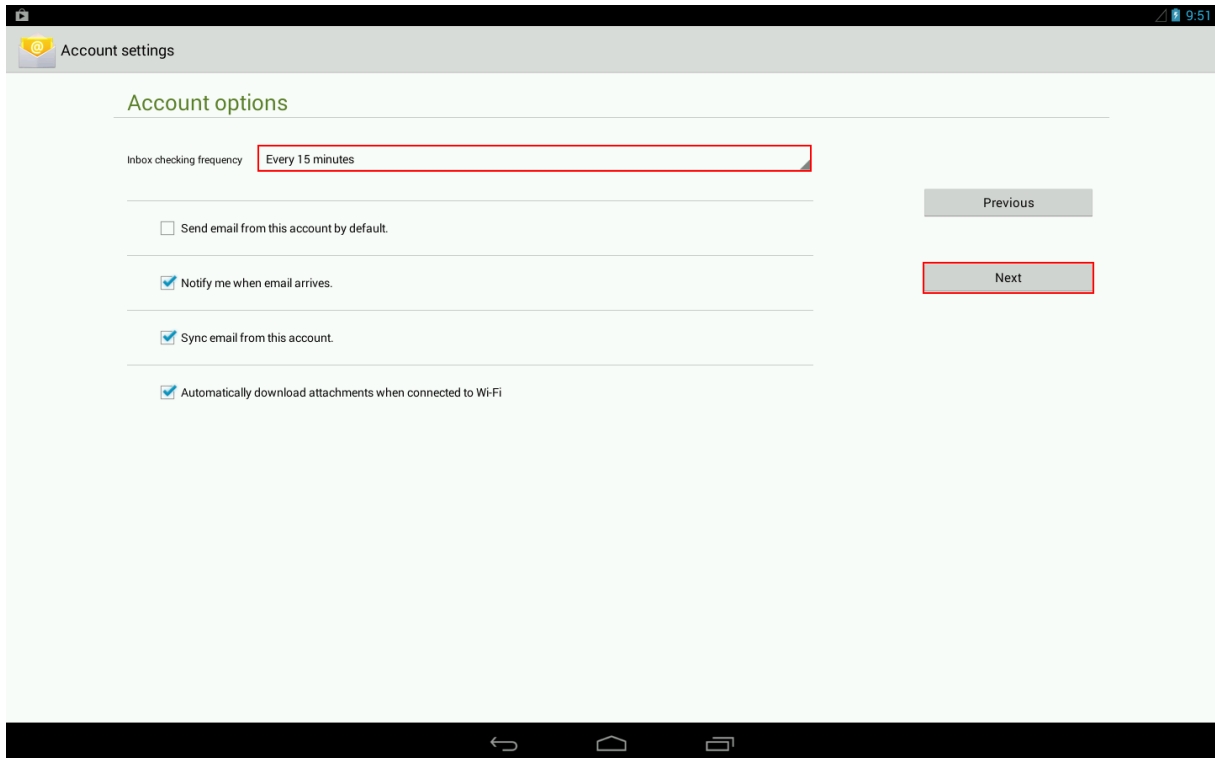 9:51
@
Account settings
Account options
Inbox checking frequency
Every 15 minutes
Previous
Send email from this account by default.
Notify me when email arrives.
Next
Sync email from this account.
Automatically download attachments when connected to Wi-Fi